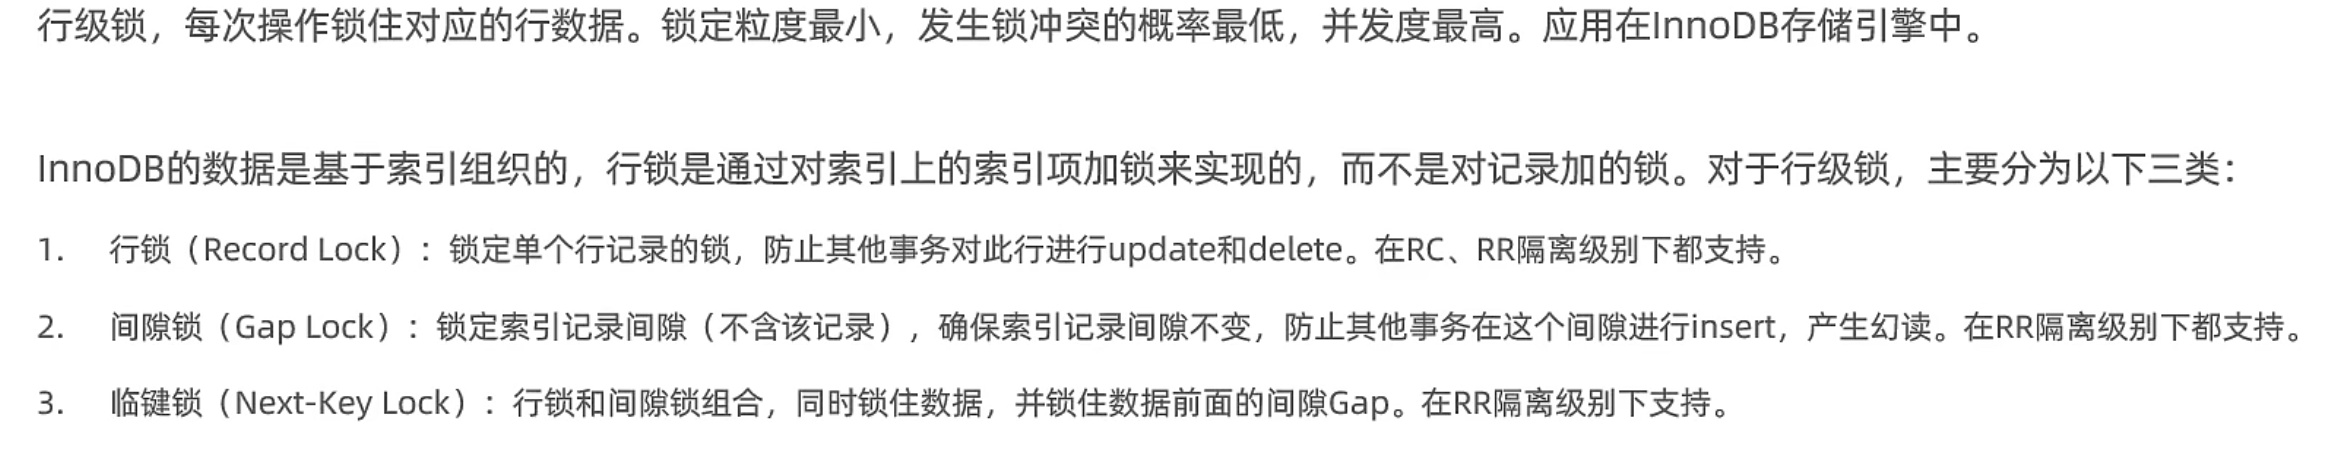 行级锁，每次操作锁住对应的行数据。锁定粒度最小，发生锁冲突的概率最低，并发度最高。应用在InnoDB存储引擎中。
InnoDB的数据是基于索引组织的，行锁是通过对索引上的索引项加锁来实现的，而不是对记录加的锁。对于行级锁，主要分为以下三类：
1. 行锁（Record Lock）：锁定单个行记录的锁，防止其他事务对此行进行update和delete。在RC、RR隔离级别下都支持。
2. 间隙锁（Gap Lock）：锁定索引记录间隙（不含该记录），确保索引记录间隙不变，防止其他事务在这个间隙进行insert，产生幻读。在RR隔离级别下都支持。
3. 临键锁（Next-Key Lock）：行锁和间隙锁组合，同时锁住数据，并锁住数据前面的间隙Gap。在RR隔离级别下支持。